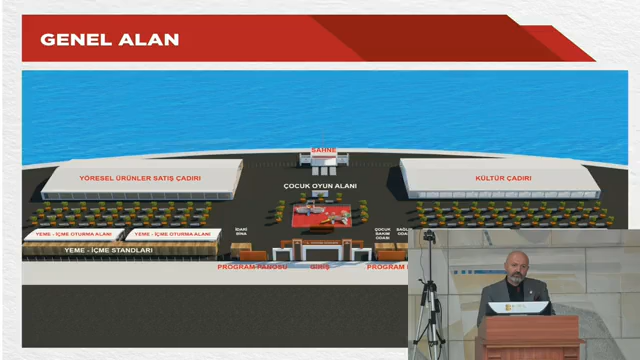 GENEL ALAN
SAHNE
YÖRESEL ÜRÜNLER SATIŞ ÇADIRI
KÜLTÜR ÇADIRI
ÇOCUK OYUN ALANI
YEME - İÇME OTURMA ALANI
YEME - İÇME OTURMA ALANI
İDARİ
BİNA
ÇOCUK
BAKIM
ODASI
YEME - İÇME STANDLARI
PROGRAM PANOSU
GİRİŞ
PROGRAM